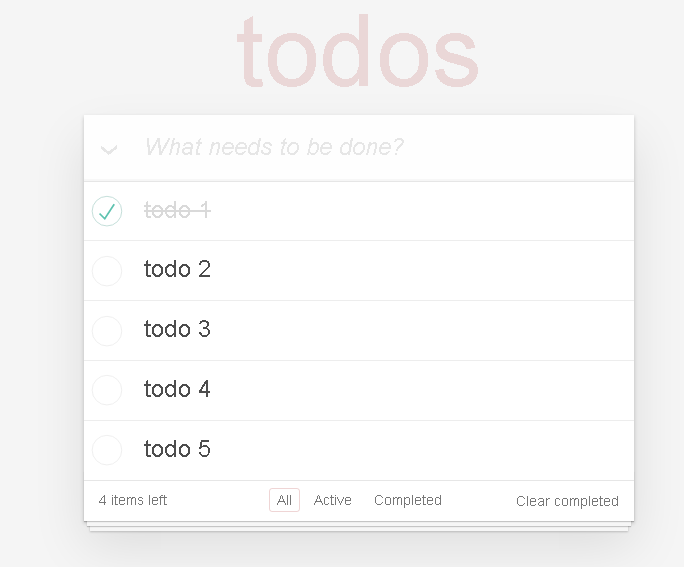 todos
What needs to be done?
todo 1
todo 2
todo 3
todo 4
todo 5
4 items left All Active Completed Clear completed